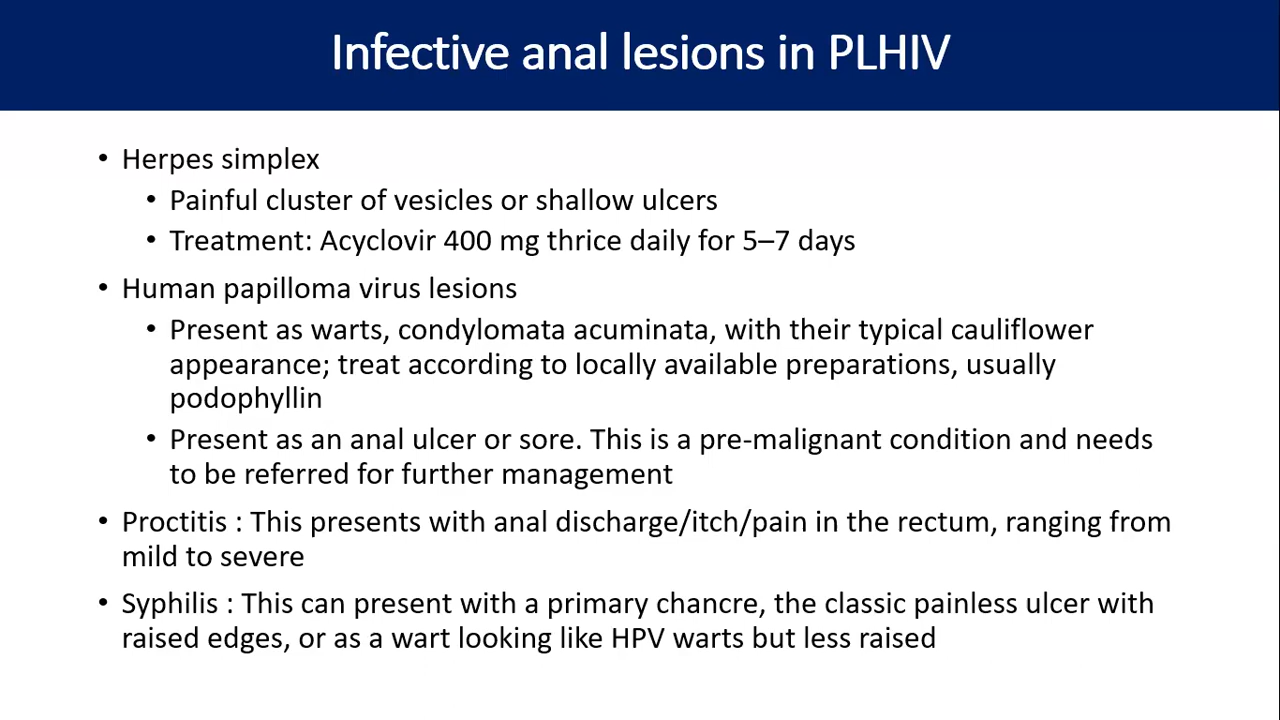 Infective anal lesions in PLHIV
• Herpes simplex
• Painful cluster of vesicles or shallow ulcers
• Treatment: Acyclovir 400 mg thrice daily for 5–7 days
• Human papilloma virus lesions
• Present as warts, condylomata acuminata, with their typical cauliflower
appearance; treat according to locally available preparations, usually
podophyllin
• Present as an anal ulcer or sore. This is a pre-malignant condition and needs
to be referred for further management
• Proctitis : This presents with anal discharge/itch/pain in the rectum, ranging from
mild to severe
• Syphilis : This can present with a primary chancre, the classic painless ulcer with
raised edges, or as a wart looking like HPV warts but less raised